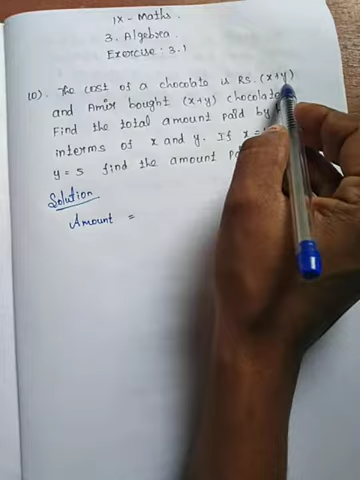 IX - Maths.
3. Algebra
Exercise: 3.1
10). The cost of a chocolate is Rs. (x+y)
and Amir bought (x+y) chocolate
Find the total amount paid by
interms of x and y. If x =
y = 5 find the amount
Solution
Amount =